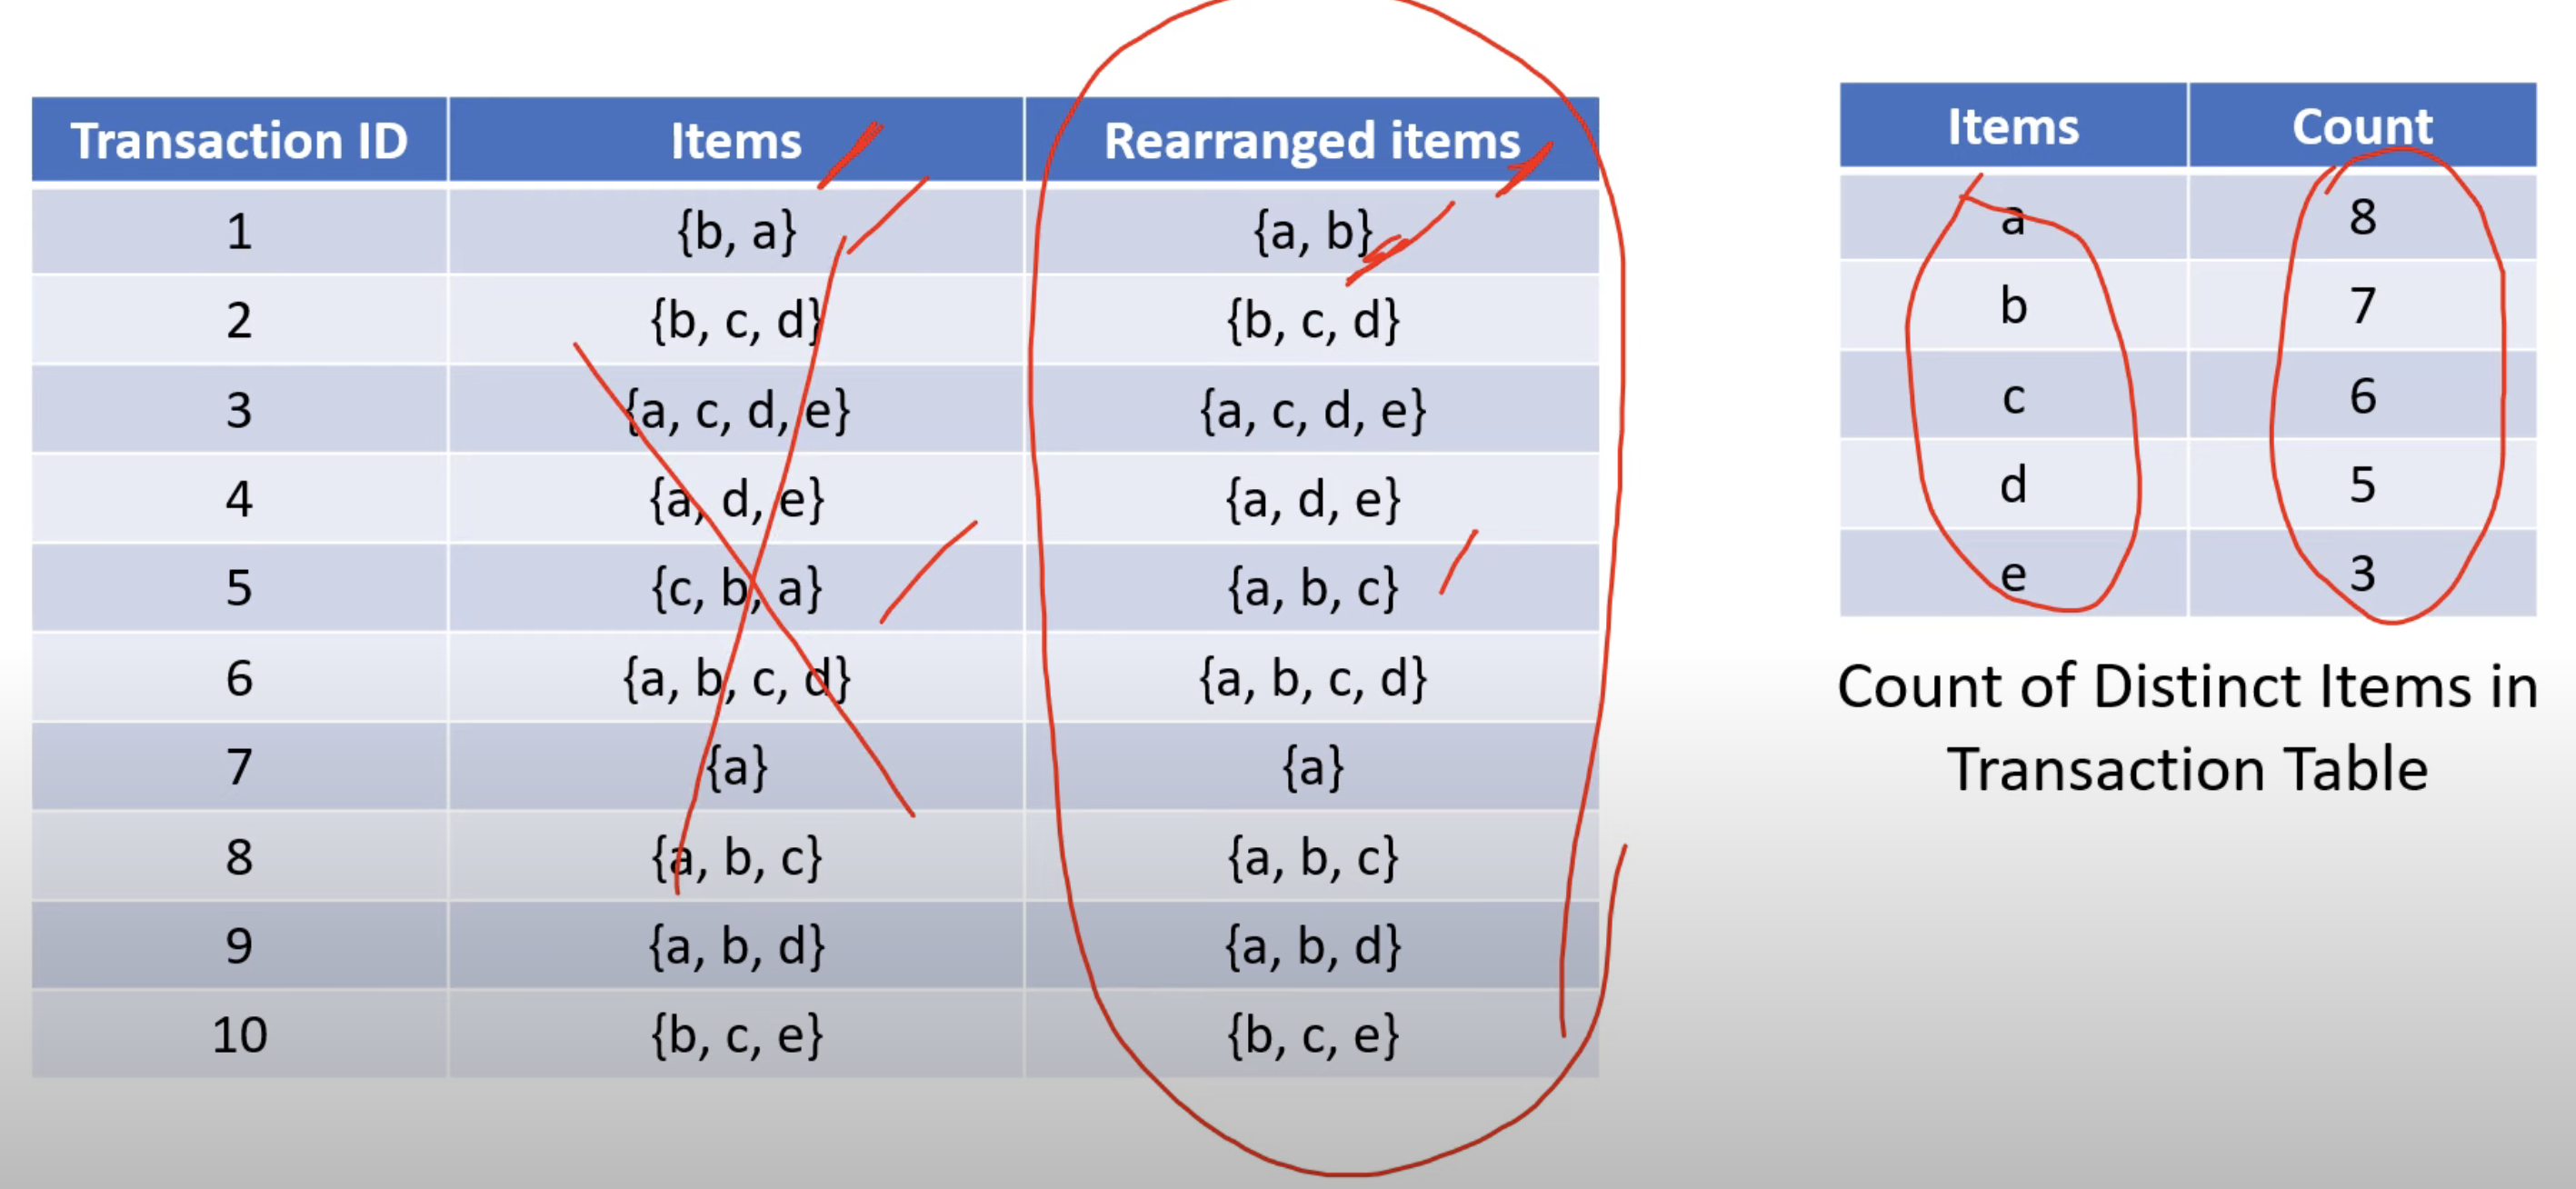 Transaction ID Items Rearranged items
1 {b, a} {a, b}
2 {b, c, d} {b, c, d}
3 {a, c, d, e} {a, c, d, e}
4 {a, d, e} {a, d, e}
5 {c, b, a} {a, b, c}
6 {a, b, c, d} {a, b, c, d}
7 {a} {a}
8 {a, b, c} {a, b, c}
9 {a, b, d} {a, b, d}
10 {b, c, e} {b, c, e}
Items Count
a 8
b 7
c 6
d 5
e 3
Count of Distinct Items in
Transaction Table